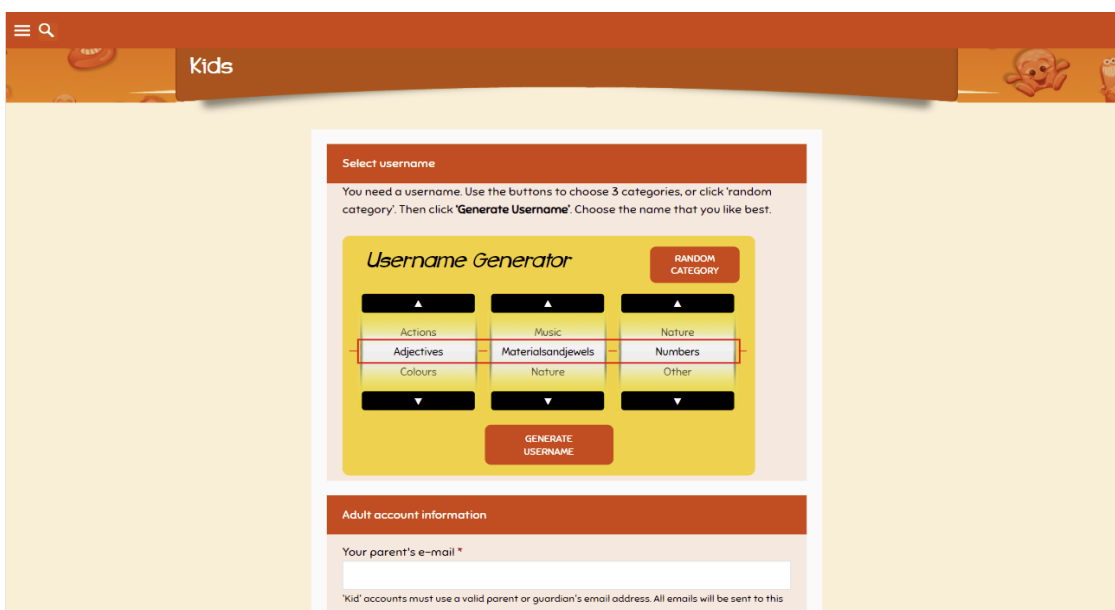 Kids
Select username
You need a username. Use the buttons to choose 3 categories, or click 'random
category'. Then click 'Generate Username'. Choose the name that you like best.
Username Generator
RANDOM
CATEGORY
Actions
Music
Nature
Adjectives
Materialsandjewels
Numbers
Colours
Nature
Other
GENERATE
USERNAME
Adult account information
Your parent's e-mail *
'Kid' accounts must use a valid parent or guardian's email address. All emails will be sent to this